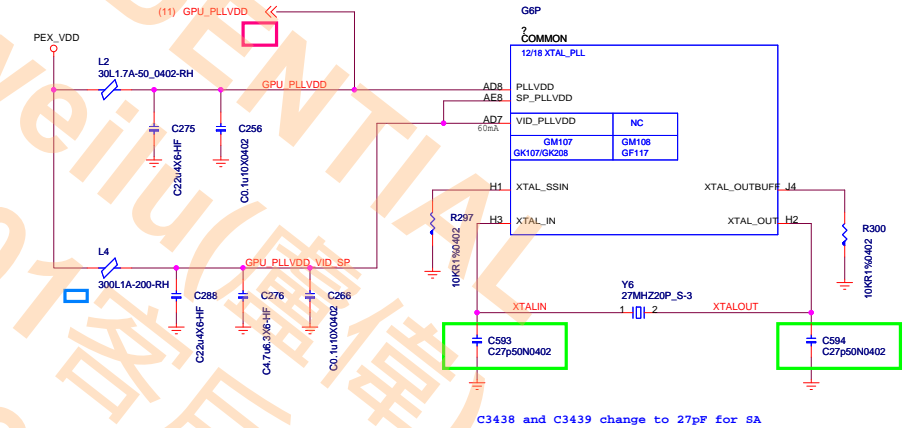 (11) GPU_PLLVDD
G6P
PEX_VDD
?
COMMON
12/18 XTAL_PLL
L2
30L1.7A-50_0402-RH
GPU_PLLVDD
AD8 PLLVDD
AE8 SP_PLLVDD
AD7 VID_PLLVDD NC
60mA
C275
C22u4X6-HF
C256
C0.1u10X0402
GM107 GM108
GK107/GK208 GF117
H1 XTAL_SSIN XTAL_OUTBUFF J4
H3 XTAL_IN XTAL_OUT H2
R297
10KR1%0402
R300
10KR1%0402
L4
300L1A-200-RH
GPU_PLLVDD_VID_SP
C288
C22u4X6-HF
C276
C4.7u6.3X6-HF
C266
C0.1u10X0402
Y6
27MHZ20P_S-3
XTALIN 1 2 XTALOUT
C593
C27p50N0402
C594
C27p50N0402
C3438 and C3439 change to 27pF for SA
DENTIAL
weiliu(盧偉)